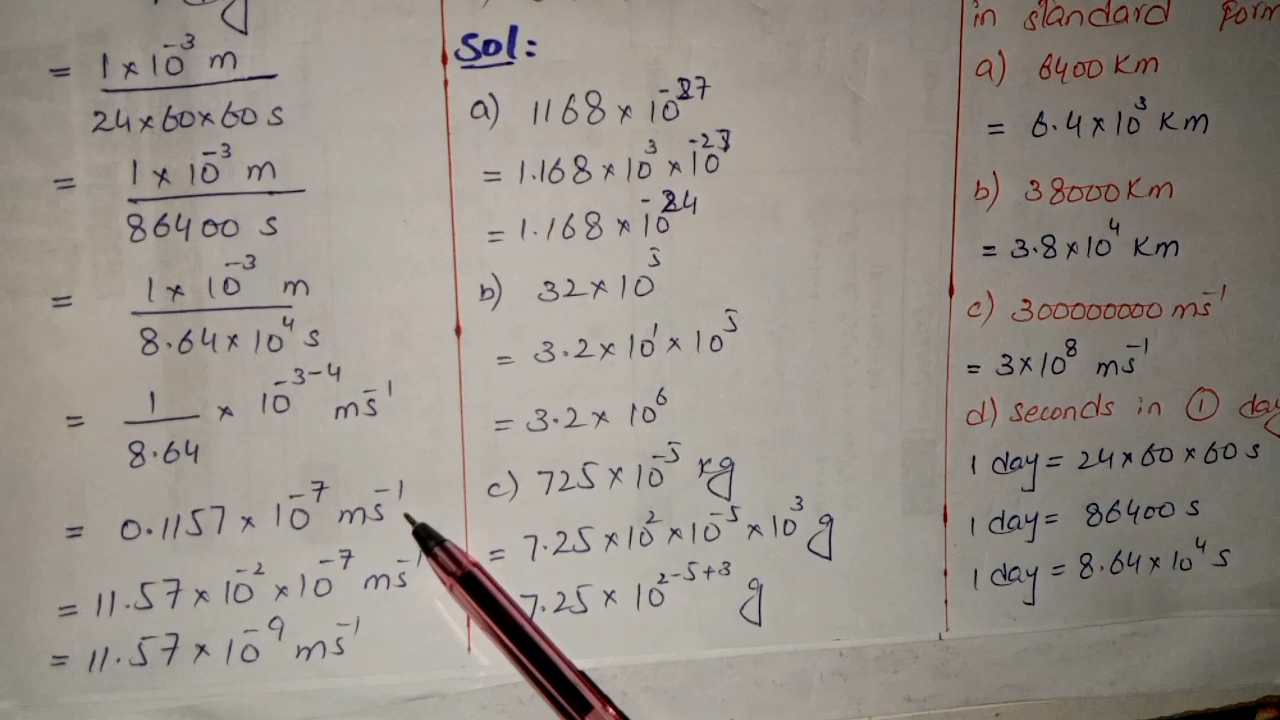 = 1 × 10⁻³ m
24×60×60 s
= 1 × 10⁻³ m
86400 s
= 1 × 10⁻³ m
8.64 × 10⁴ s
= 1 × 10⁻³⁻⁴ ms⁻¹
8.64
= 0.1157 × 10⁻⁷ ms⁻¹
= 11.57 × 10⁻² × 10⁻⁷ ms⁻¹
= 11.57 × 10⁻⁹ ms⁻¹
Sol:
a) 1168 × 10⁻²⁷
= 1.168 × 10³ × 10⁻²⁷
= 1.168 × 10⁻²⁴
b) 32 × 10⁵
= 3.2 × 10¹ × 10⁵
= 3.2 × 10⁶
c) 725 × 10⁻⁵ kg
= 7.25 × 10² × 10⁻⁵ × 10³ g
7.25 × 10²⁻⁵⁺³ g
in standard form
a) 6400 Km
= 6.4 × 10³ Km
b) 38000 Km
= 3.8 × 10⁴ Km
c) 300000000 ms⁻¹
= 3×10⁸ ms⁻¹
d) seconds in ① day
1 day = 24×60×60 s
1 day = 86400 s
1 day = 8.64×10⁴ s